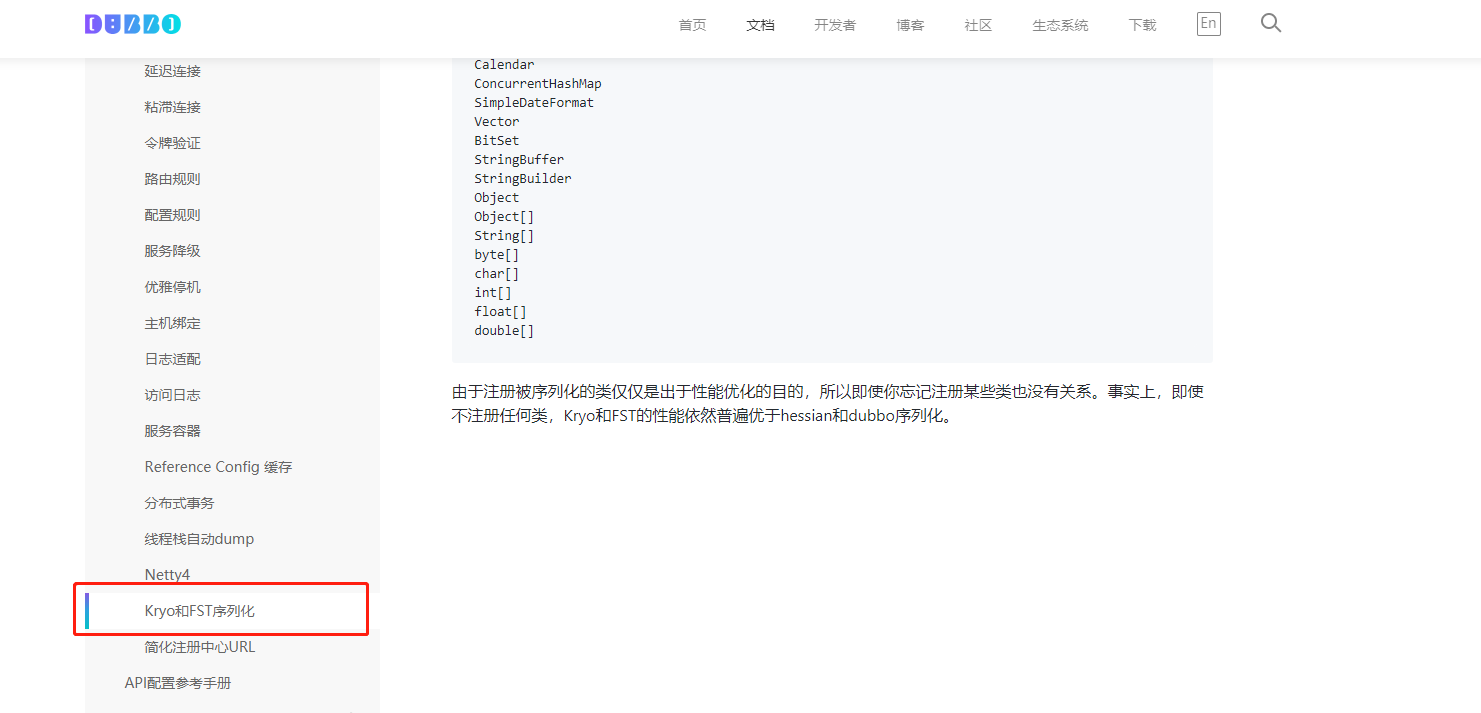 DUBBO
首页
文档
开发者
博客
社区
生态系统
下载
En
延迟连接
粘滞连接
令牌验证
路由规则
配置规则
服务降级
优雅停机
主机绑定
日志适配
访问日志
服务容器
Reference Config 缓存
分布式事务
线程栈自动dump
Netty4
Kryo和FST序列化
简化注册中心URL
API配置参考手册
Calendar
ConcurrentHashMap
SimpleDateFormat
Vector
BitSet
StringBuffer
StringBuilder
Object
Object[]
String[]
byte[]
char[]
int[]
float[]
double[]
由于注册被序列化的类仅仅是出于性能优化的目的，所以即使你忘记注册某些类也没有关系。事实上，即使
不注册任何类，Kryo和FST的性能依然普遍优于hessian和dubbo序列化。